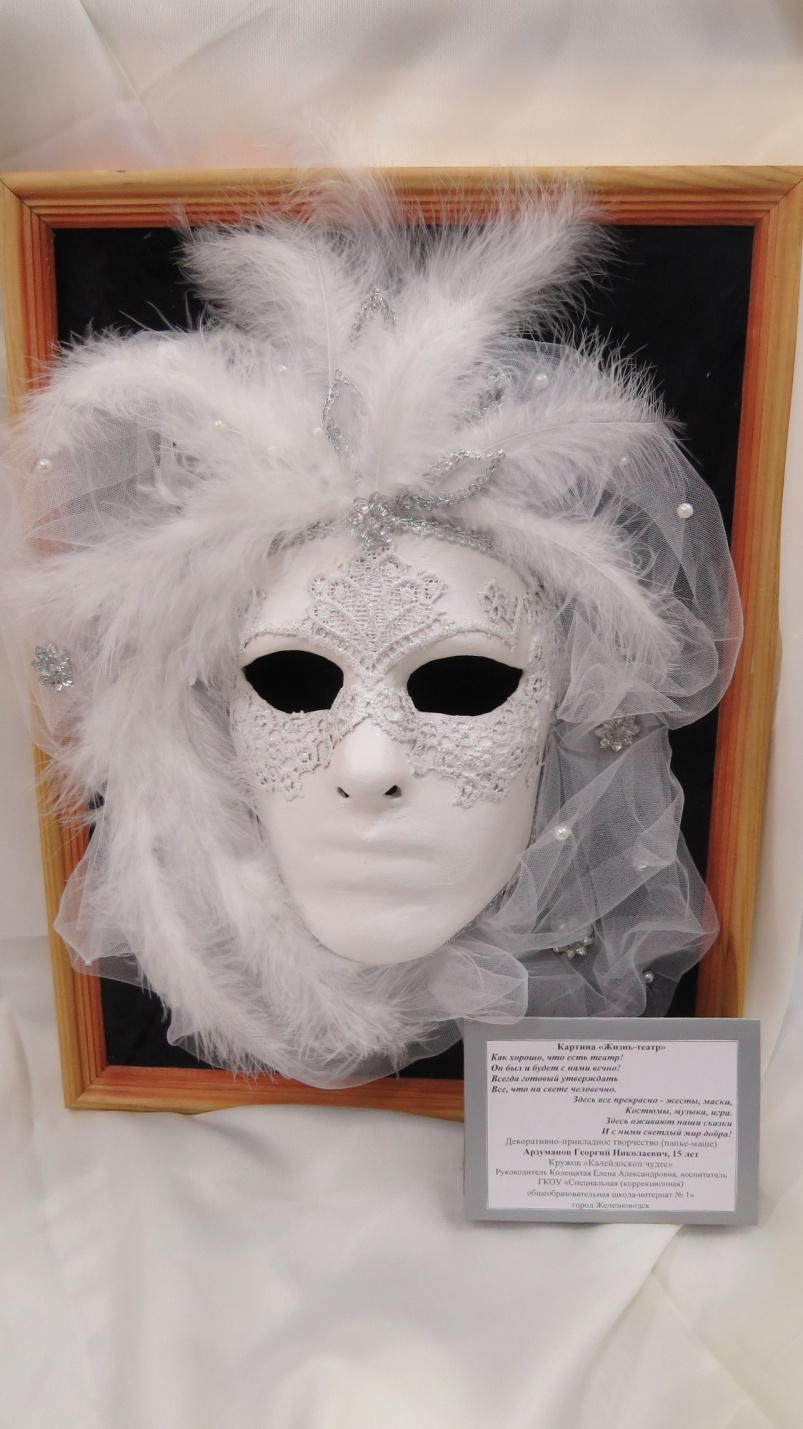 Картина «Жизнь-театр»
Как хорошо, что есть театр!
Он был и будет с нами вечно!
Всегда готовый утверждать
Все, что на свете человечно.
Здесь все прекрасно - жесты, маски,
Костюмы, музыка, игра.
Здесь оживают наши сказки
И с ними светлый мир добра!
Декоративно-прикладное творчество (папье-маше)
Арзуманов Георгий Николаевич, 15 лет
Кружок «Калейдоскоп чудес»
Руководитель Колещатая Елена Александровна, воспитатель
ГКОУ «Специальная (коррекционная)
общеобразовательная школа-интернат № 1»
город Железноводск